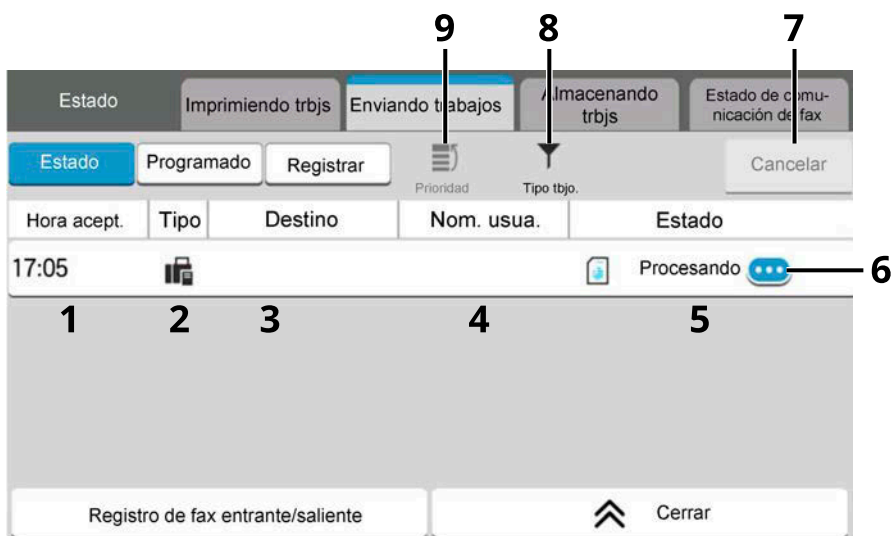 9 8 7
Estado
Imprimiendo trbjs
Enviando trabajos
Almacenando
trbjs
Estado de comu-
nicación de fax
Estado
Programado
Registrar
Prioridad
Tipo tbjo.
Cancelar
Hora acept.
Tipo
Destino
Nom. usua.
Estado
17:05
Procesando
6
1 2 3 4 5
Registro de fax entrante/saliente
Cerrar